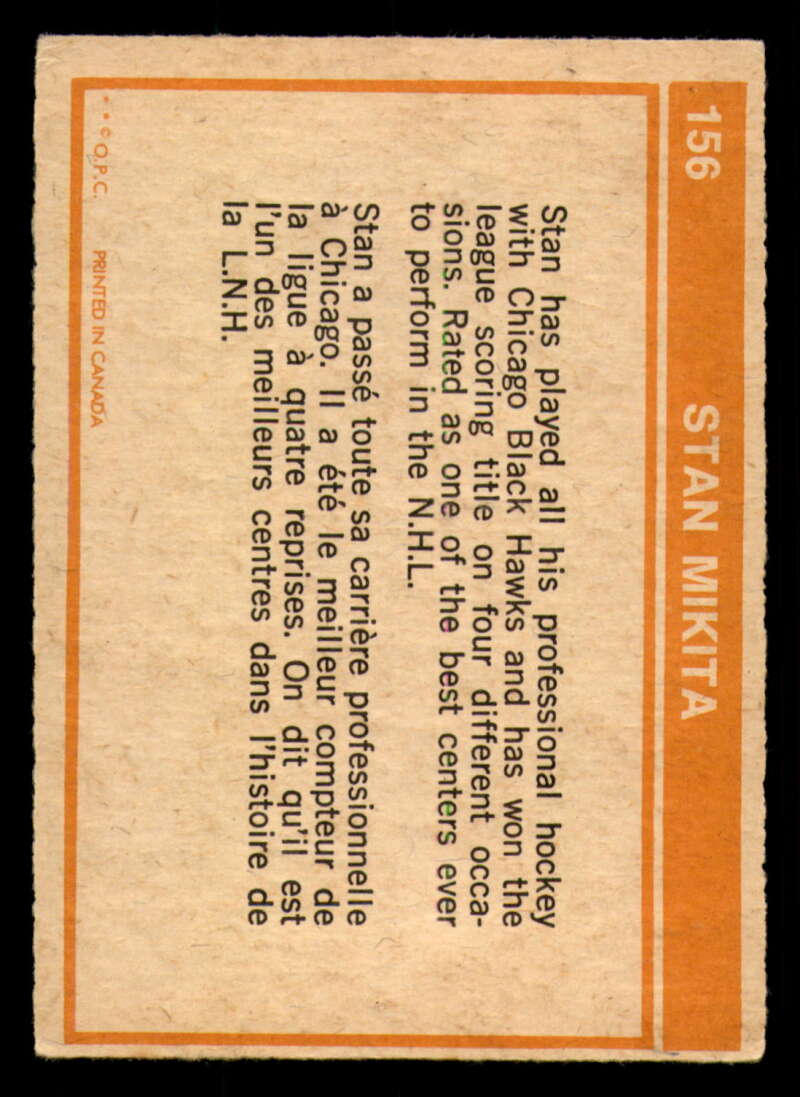 156 STAN MIKITA
Stan has played all his professional hockey
with Chicago Black Hawks and has won the
league scoring title on four different occa-
sions. Rated as one of the best centers ever
to perform in the N.H.L.
Stan a passé toute sa carrière professionnelle
à Chicago. Il a été le meilleur compteur de
la ligue à quatre reprises. On dit qu'il est
l'un des meilleurs centres dans l'histoire de
la L.N.H.
* * © O.P.C. PRINTED IN CANADA